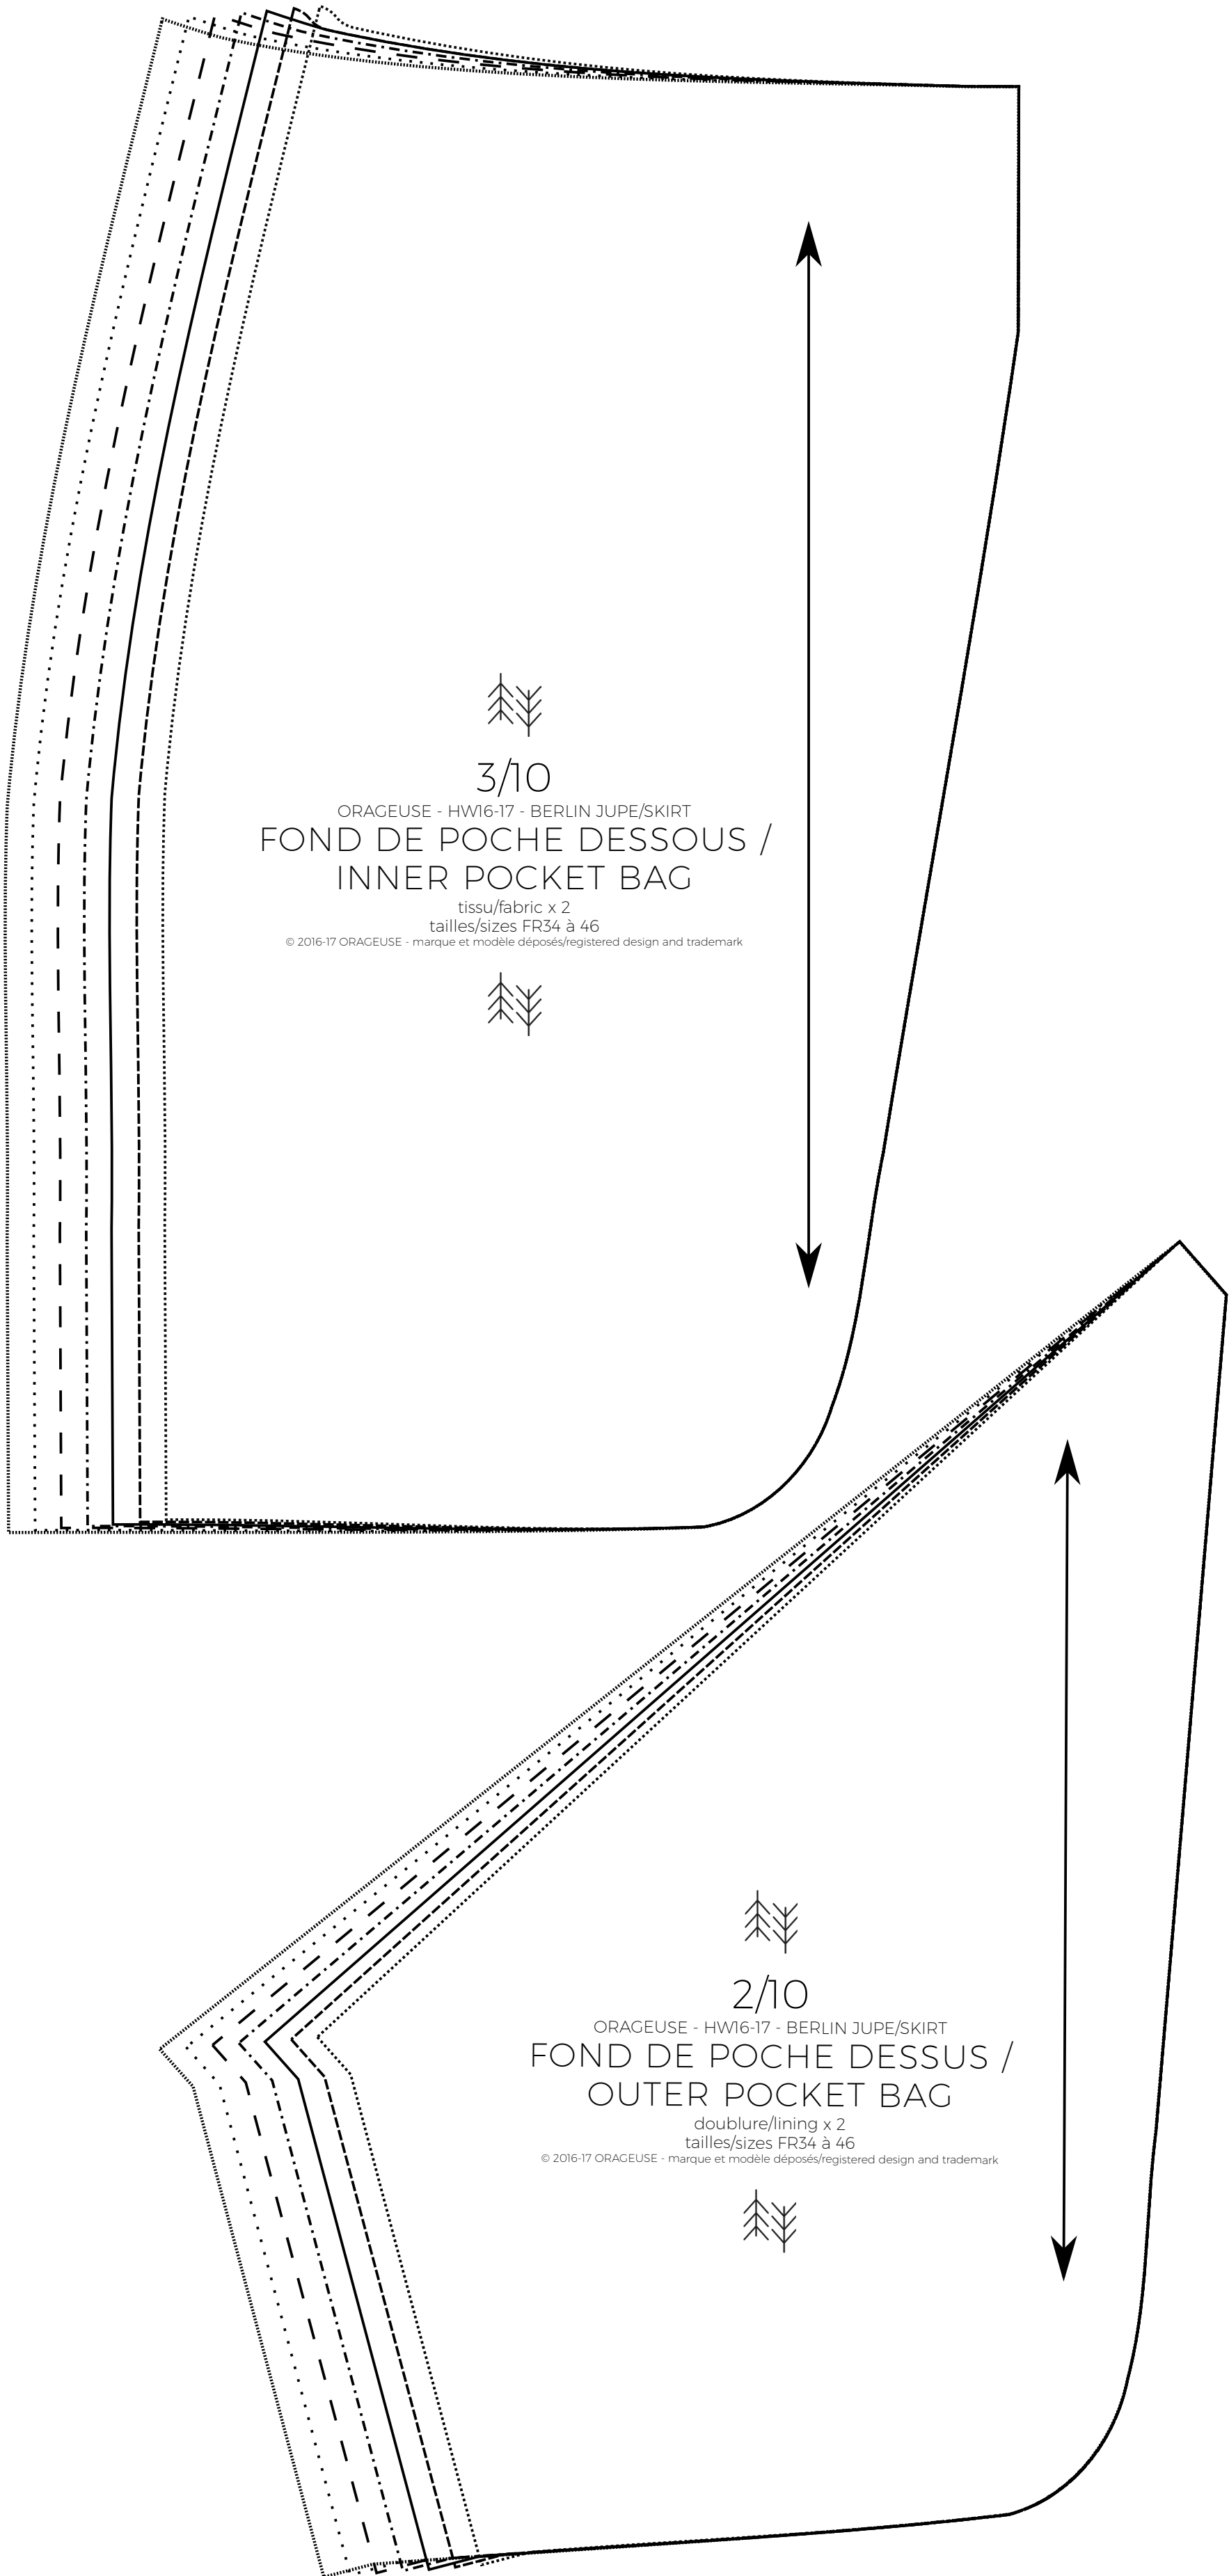 3/10
ORAGEUSE - HW16-17 - BERLIN JUPE/SKIRT
FOND DE POCHE DESSOUS /
INNER POCKET BAG
tissu/fabric x 2
tailles/sizes FR34 à 46
© 2016-17 ORAGEUSE - marque et modèle déposés/registered design and trademark
2/10
ORAGEUSE - HW16-17 - BERLIN JUPE/SKIRT
FOND DE POCHE DESSUS /
OUTER POCKET BAG
doublure/lining x 2
tailles/sizes FR34 à 46
© 2016-17 ORAGEUSE - marque et modèle déposés/registered design and trademark